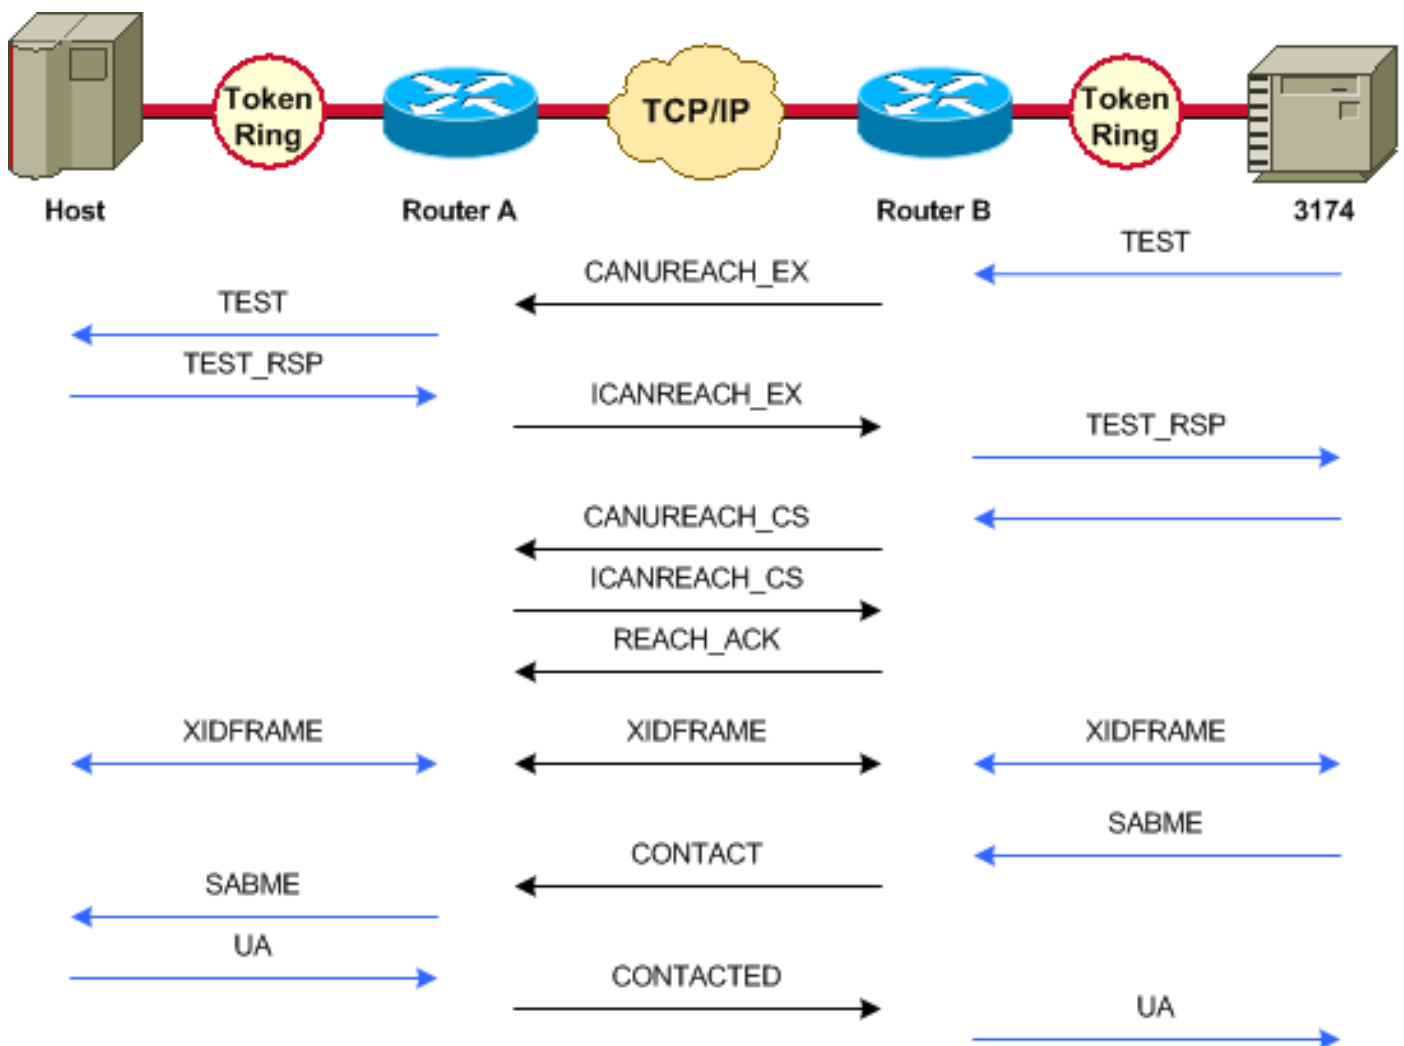 Token
Ring
TCP/IP
Token
Ring
Host
Router A
Router B
3174
TEST
CANUREACH_EX
TEST
TEST_RSP
ICANREACH_EX
TEST_RSP
CANUREACH_CS
ICANREACH_CS
REACH_ACK
XIDFRAME
XIDFRAME
XIDFRAME
SABME
CONTACT
SABME
UA
CONTACTED
UA